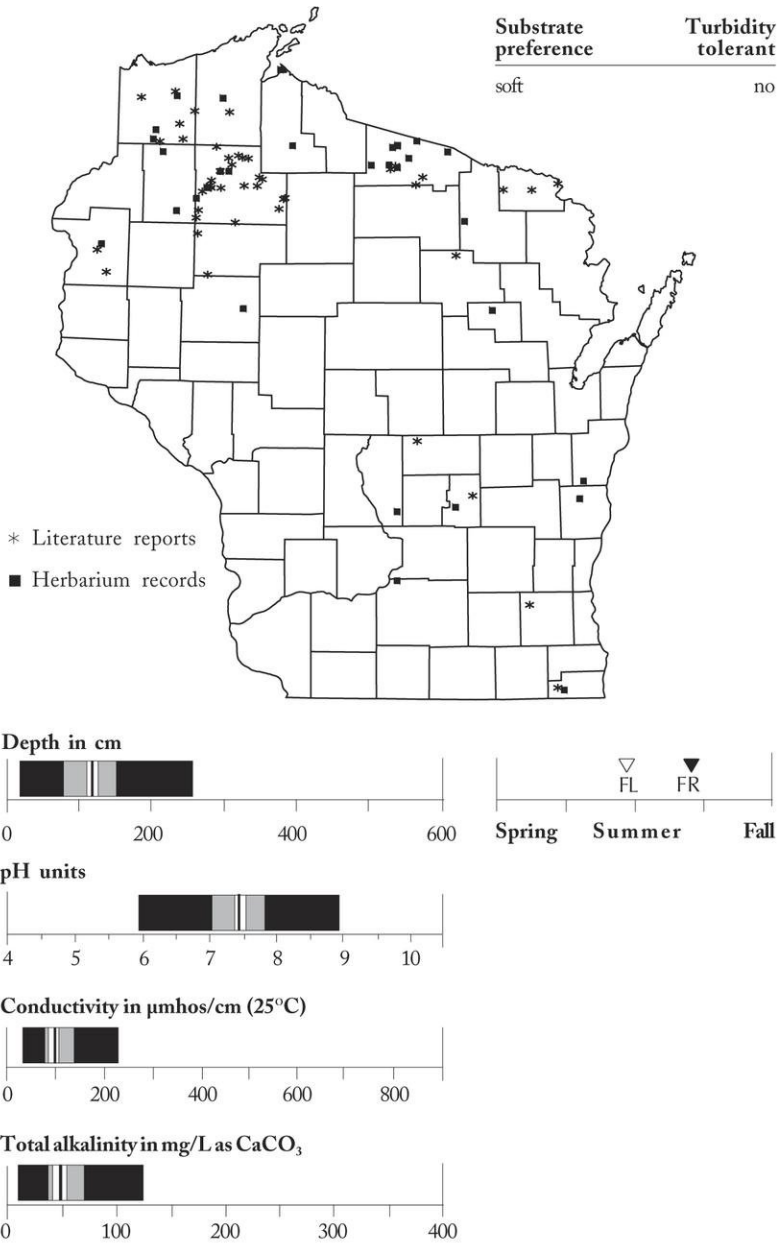 Substrate preference Turbidity tolerant
soft no
* Literature reports
■ Herbarium records
Depth in cm
0 200 400 600
FL FR
Spring Summer Fall
pH units
4 5 6 7 8 9 10
Conductivity in µmhos/cm (25°C)
0 200 400 600 800
Total alkalinity in mg/L as CaCO₃
0 100 200 300 400